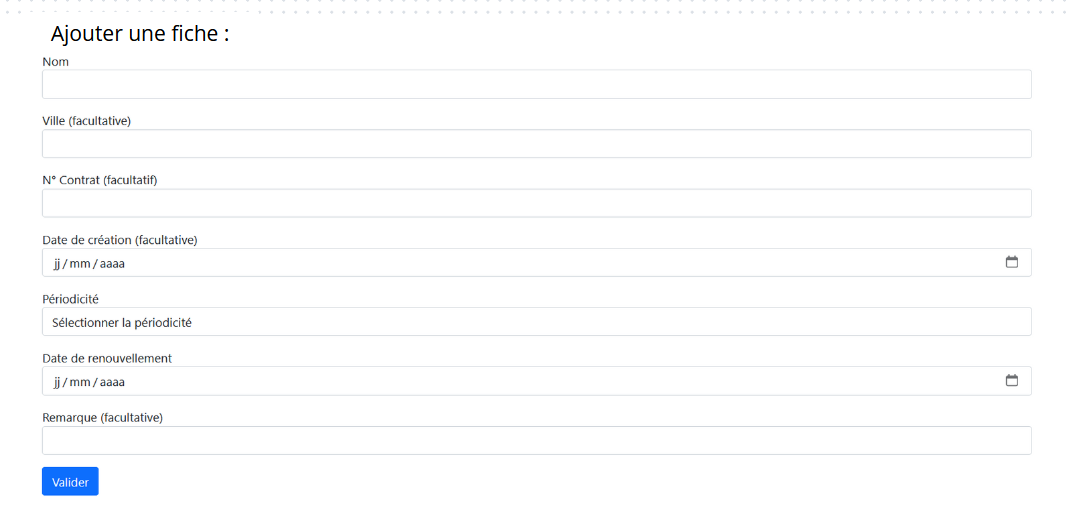 Ajouter une fiche :
Nom
Ville (facultative)
N° Contrat (facultatif)
Date de création (facultative)
jj/mm/aaaa
Périodicité
Sélectionner la périodicité
Date de renouvellement
jj/mm/aaaa
Remarque (facultative)
Valider